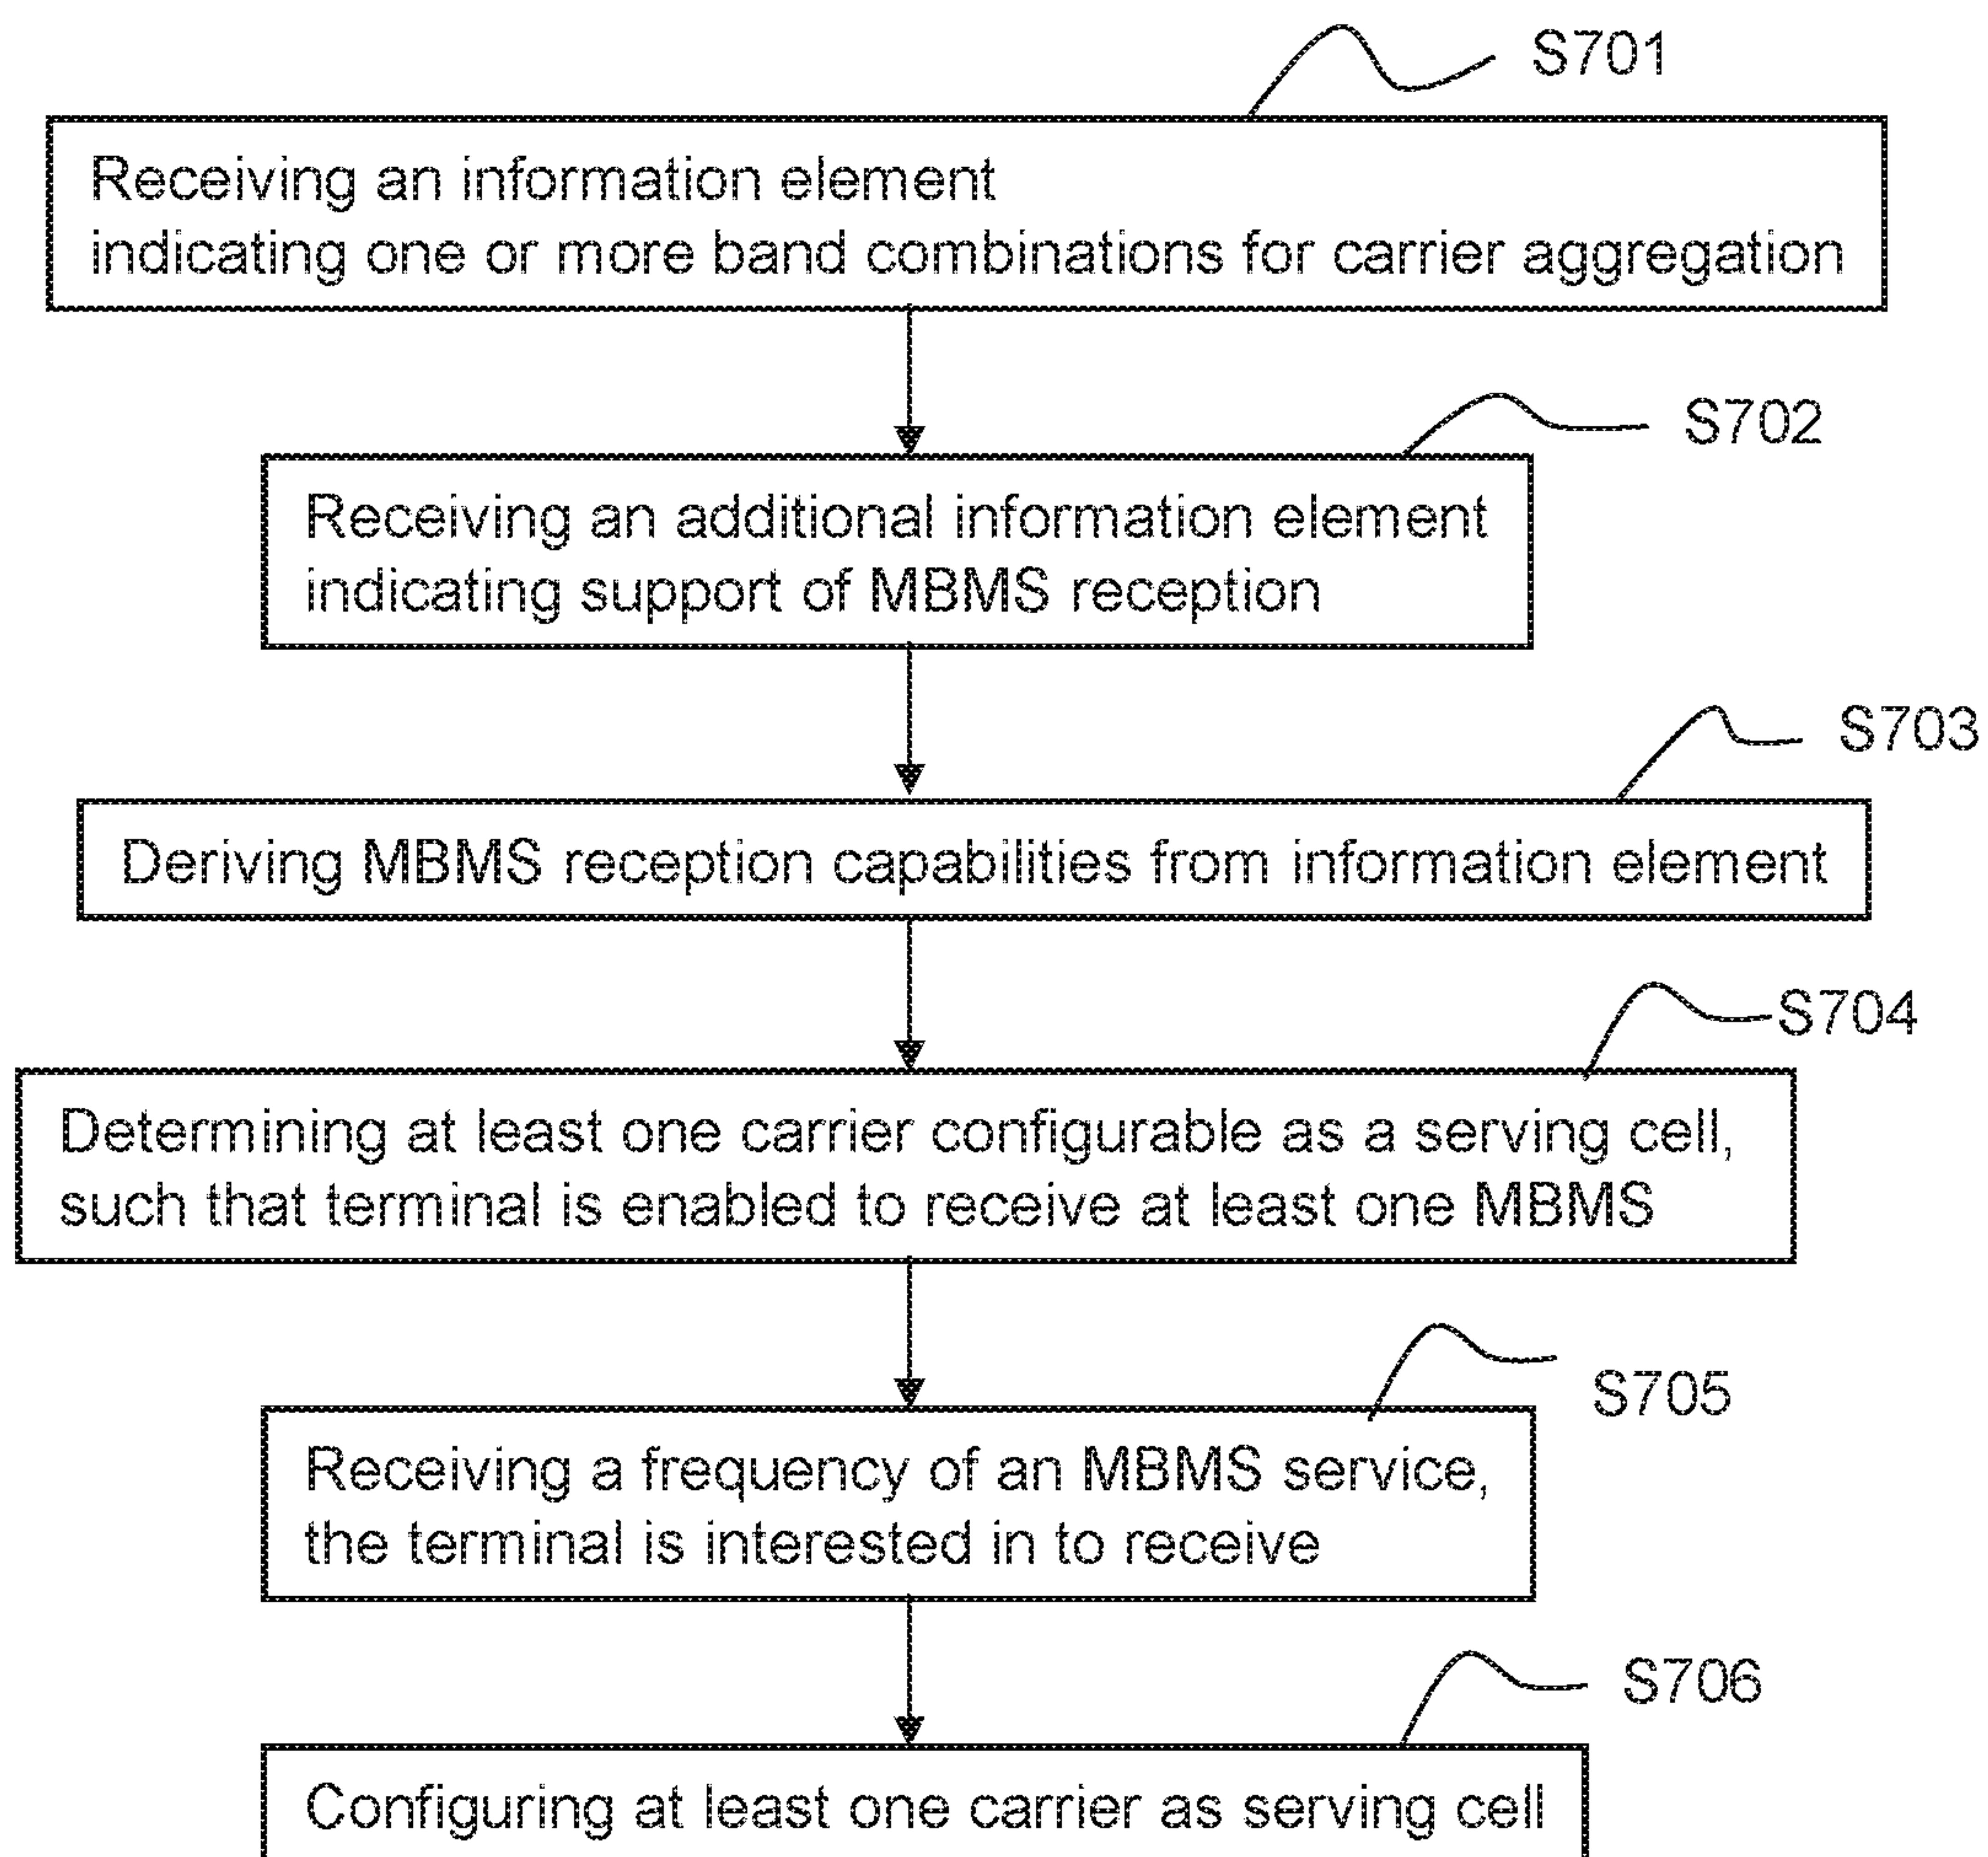 S701
Receiving an information element
indicating one or more band combinations for carrier aggregation
S702
Receiving an additional information element
indicating support of MBMS reception
S703
Deriving MBMS reception capabilities from information element
S704
Determining at least one carrier configurable as a serving cell,
such that terminal is enabled to receive at least one MBMS
S705
Receiving a frequency of an MBMS service,
the terminal is interested in to receive
S706
Configuring at least one carrier as serving cell